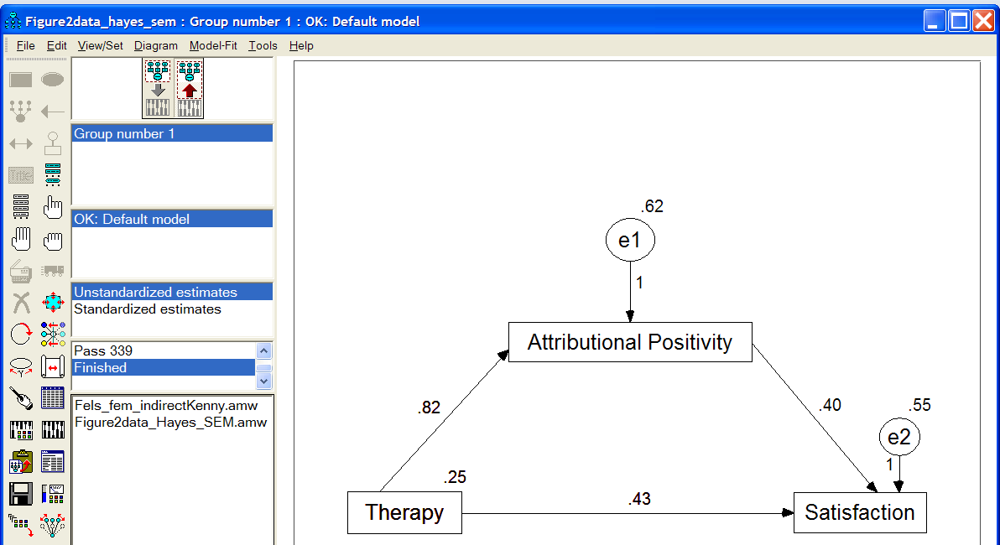 Figure2data_hayes_sem : Group number 1 : OK: Default model
File Edit View/Set Diagram Model-Fit Tools Help
Title
Group number 1
OK: Default model
Unstandardized estimates
Standardized estimates
Pass 339
Finished
Fels_fem_indirectKenny.amw
Figure2data_Hayes_SEM.amw
.62
e1
1
Attributional Positivity
.82
.40
.55
e2
1
.25
.43
Therapy
Satisfaction